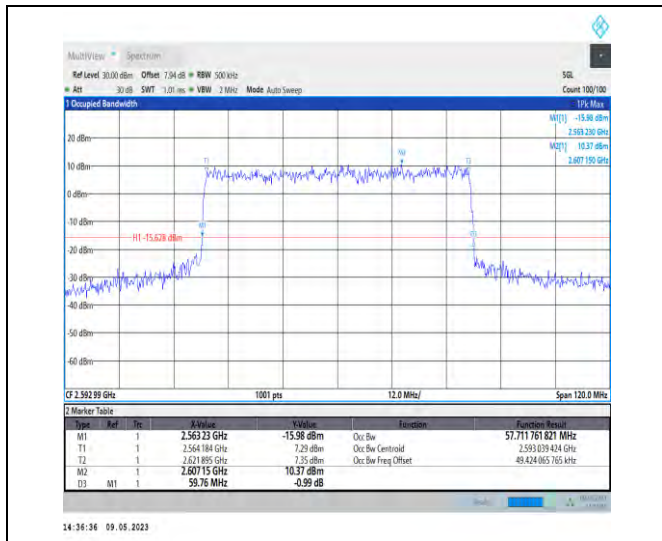 MultiView Spectrum
Ref Level 30.00 dBm Offset 7.94 dB RBW 500 kHz SGL
Att 30 dB SWT 1.01 ms VBW 2 MHz Mode Auto Sweep Count 100/100
1 Occupied Bandwidth 1Pk Max
M1[1] -15.98 dBm
2.563 230 GHz
20 dBm
M2[1] 10.37 dBm
2.607 150 GHz
10 dBm
T1
M2
T2
0 dBm
-10 dBm
H1 -15.628 dBm
-20 dBm
-30 dBm
-40 dBm
-50 dBm
-60 dBm
CF 2.592 99 GHz 1001 pts 12.0 MHz/ Span 120.0 MHz
2 Marker Table
Type Ref Trc X-Value Y-Value Function Function Result
M1 1 2.563 23 GHz -15.98 dBm Occ Bw 57.711 761 821 MHz
T1 1 2.564 184 GHz 7.29 dBm Occ Bw Centroid 2.593 039 424 GHz
T2 1 2.621 895 GHz 7.35 dBm Occ Bw Freq Offset 49.424 065 765 kHz
M2 1 2.607 15 GHz 10.37 dBm
D3 M1 1 59.76 MHz -0.99 dB
14:36:36 09.05.2023